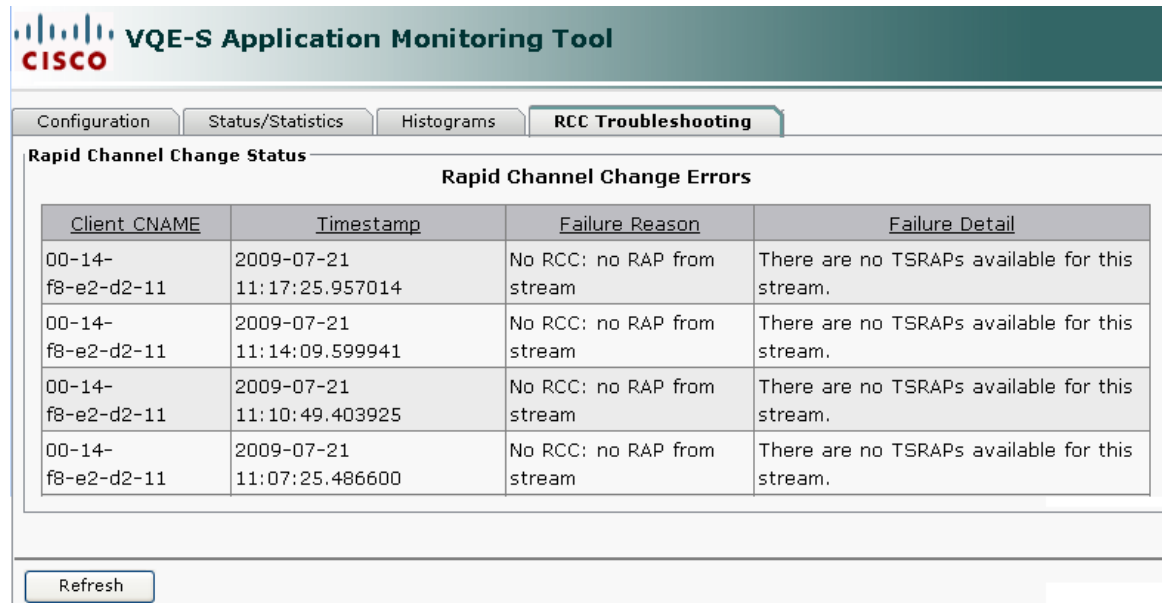 CISCO
VQE-S Application Monitoring Tool
Configuration Status/Statistics Histograms RCC Troubleshooting
Rapid Channel Change Status
Rapid Channel Change Errors
Client CNAME Timestamp Failure Reason Failure Detail
00-14- 2009-07-21 No RCC: no RAP from There are no TSRAPs available for this
f8-e2-d2-11 11:17:25.957014 stream stream.
00-14- 2009-07-21 No RCC: no RAP from There are no TSRAPs available for this
f8-e2-d2-11 11:14:09.599941 stream stream.
00-14- 2009-07-21 No RCC: no RAP from There are no TSRAPs available for this
f8-e2-d2-11 11:10:49.403925 stream stream.
00-14- 2009-07-21 No RCC: no RAP from There are no TSRAPs available for this
f8-e2-d2-11 11:07:25.486600 stream stream.
Refresh